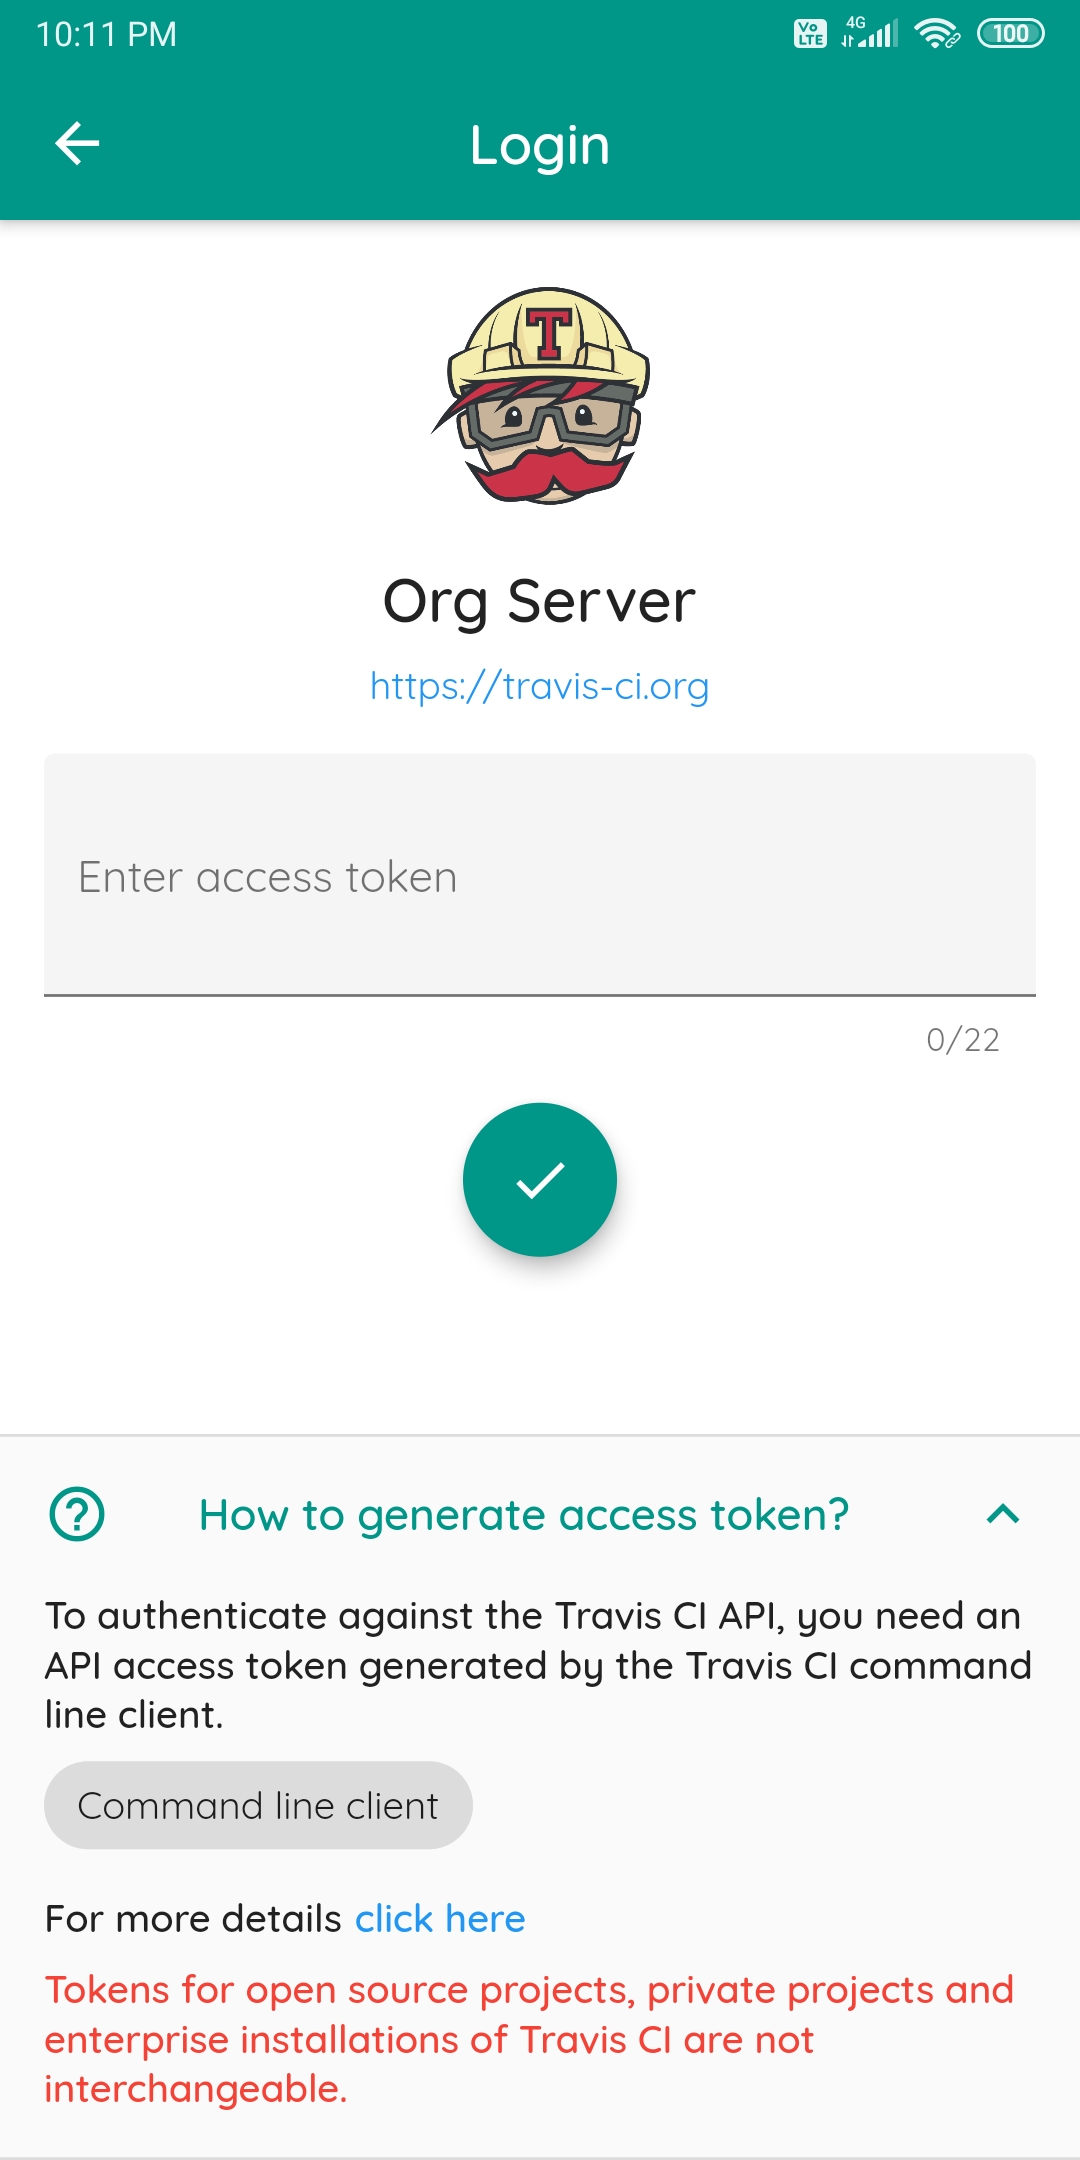 10:11 PM
Vo LTE
4G
100
Login
T
Org Server
https://travis-ci.org
Enter access token
0/22
How to generate access token?
To authenticate against the Travis CI API, you need an
API access token generated by the Travis CI command
line client.
Command line client
For more details click here
Tokens for open source projects, private projects and
enterprise installations of Travis CI are not
interchangeable.